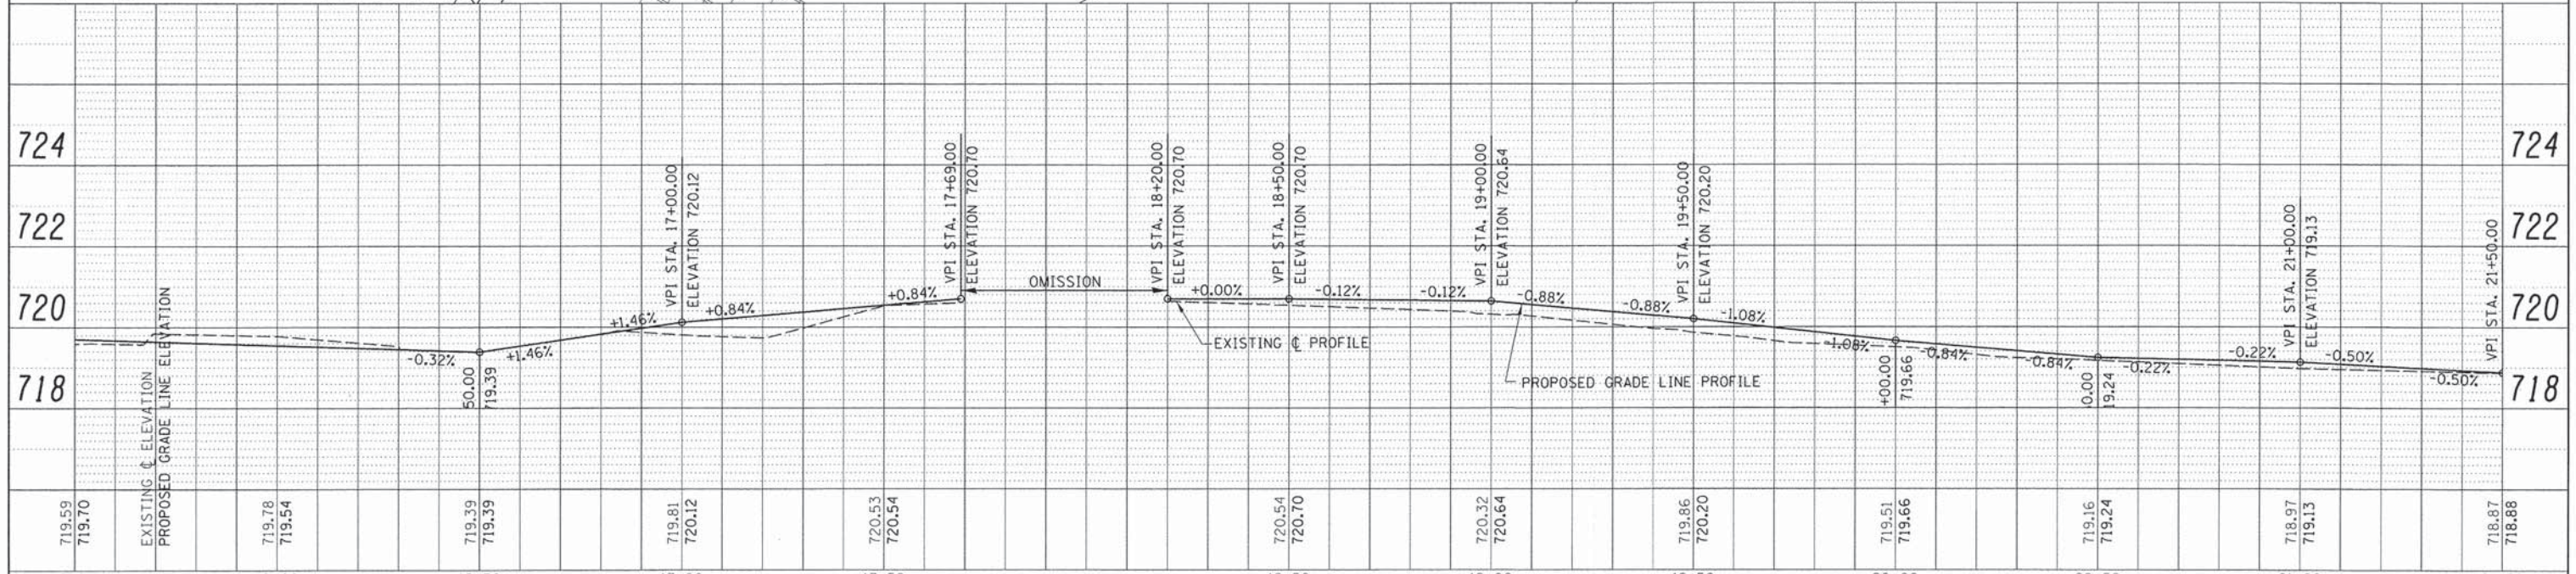 724
722
720
718
724
722
720
718
VPI STA. 17+00.00
ELEVATION 720.12
VPI STA. 17+69.00
ELEVATION 720.70
OMISSION
VPI STA. 18+20.00
ELEVATION 720.70
VPI STA. 18+50.00
ELEVATION 720.70
VPI STA. 19+00.00
ELEVATION 720.64
VPI STA. 19+50.00
ELEVATION 720.20
VPI STA. 21+00.00
ELEVATION 719.13
VPI STA. 21+50.00
-0.32%
+1.46%
+1.46%
+0.84%
+0.84%
+0.00%
-0.12%
-0.12%
-0.88%
-0.88%
-1.08%
-1.08%
-0.84%
-0.84%
-0.22%
-0.22%
-0.50%
-0.50%
50.00
719.39
+00.00
719.66
0.00
19.24
EXISTING ℄ PROFILE
PROPOSED GRADE LINE PROFILE
EXISTING ℄ ELEVATION
PROPOSED GRADE LINE ELEVATION
719.59
719.70
719.78
719.54
719.39
719.39
719.81
720.12
720.53
720.54
720.54
720.70
720.32
720.64
719.86
720.20
719.51
719.66
719.16
719.24
718.97
719.13
718.87
718.88